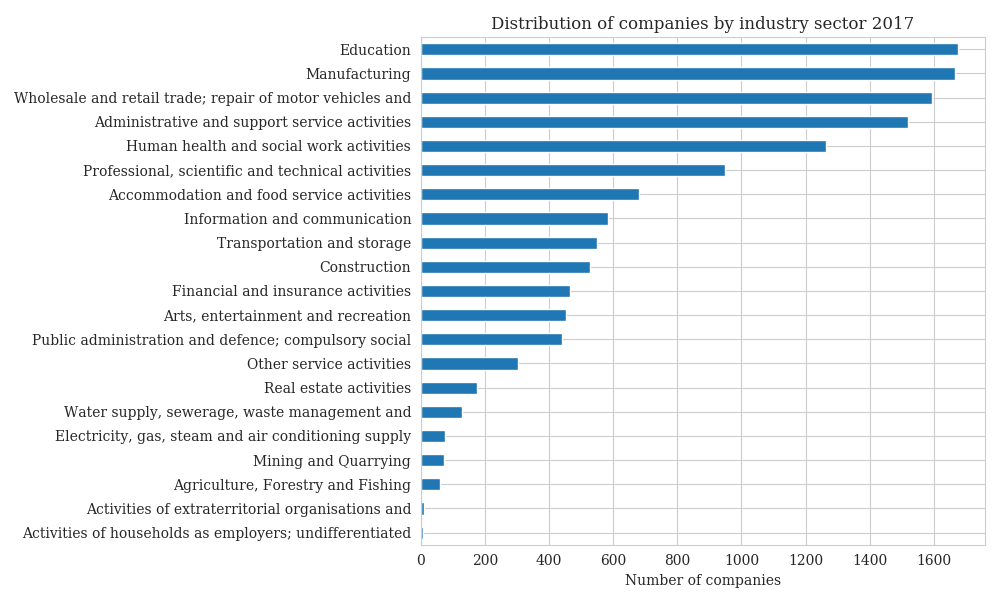 Distribution of companies by industry sector 2017
Education
Manufacturing
Wholesale and retail trade; repair of motor vehicles and
Administrative and support service activities
Human health and social work activities
Professional, scientific and technical activities
Accommodation and food service activities
Information and communication
Transportation and storage
Construction
Financial and insurance activities
Arts, entertainment and recreation
Public administration and defence; compulsory social
Other service activities
Real estate activities
Water supply, sewerage, waste management and
Electricity, gas, steam and air conditioning supply
Mining and Quarrying
Agriculture, Forestry and Fishing
Activities of extraterritorial organisations and
Activities of households as employers; undifferentiated
0 200 400 600 800 1000 1200 1400 1600
Number of companies